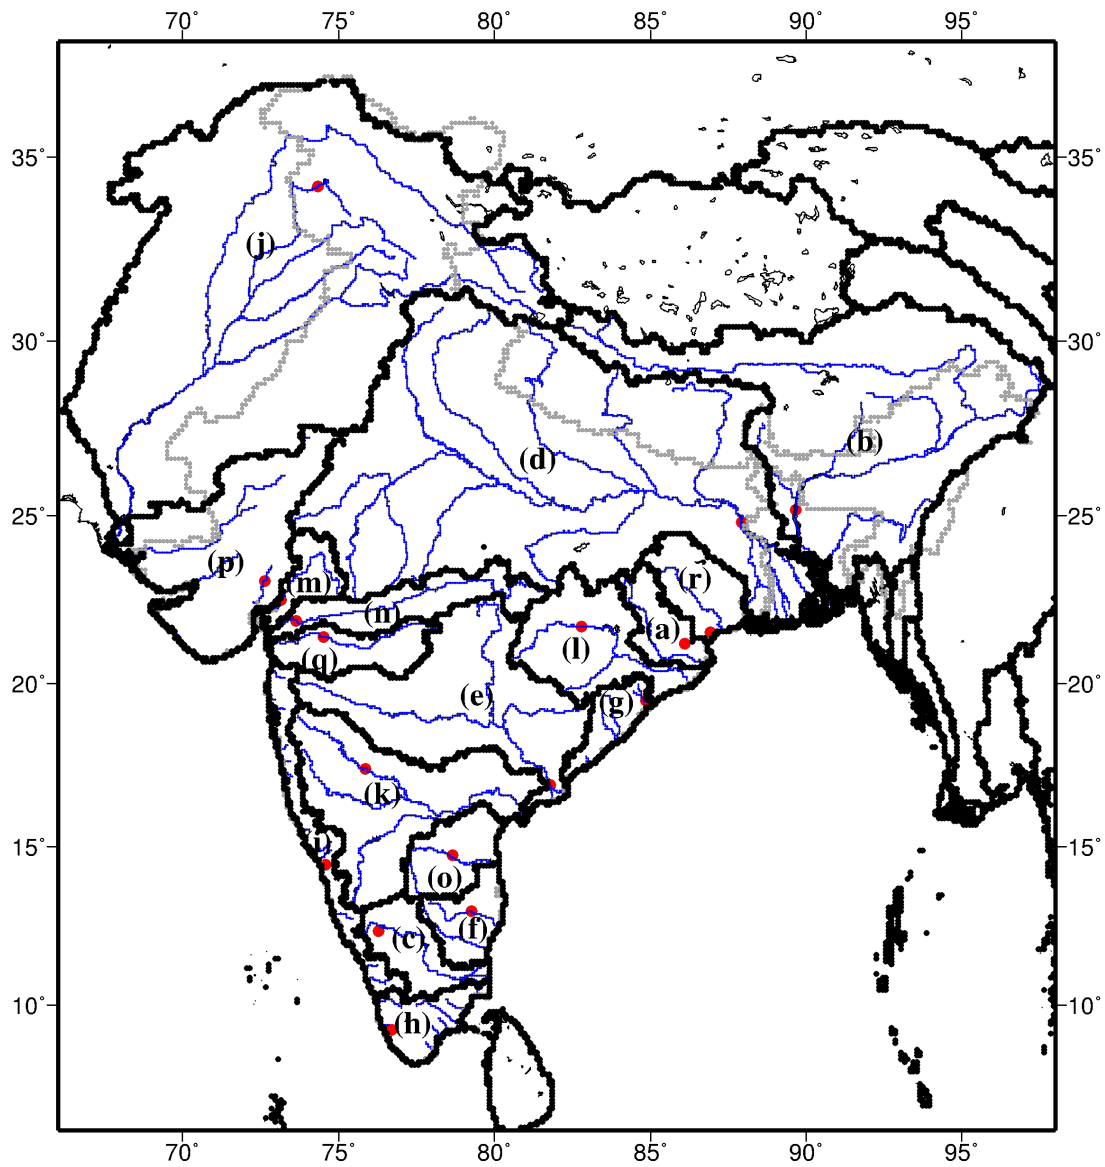 70° 75° 80° 85° 90° 95°
35° 35°
(j)
30° 30°
(b)
(d)
25° 25°
(p)
(m) (r)
(n)
(a)
(l)
(q)
20° (e) (g) 20°
(k)
15° (i) 15°
(o)
(f)
(c)
10° (h) 10°
70° 75° 80° 85° 90° 95°